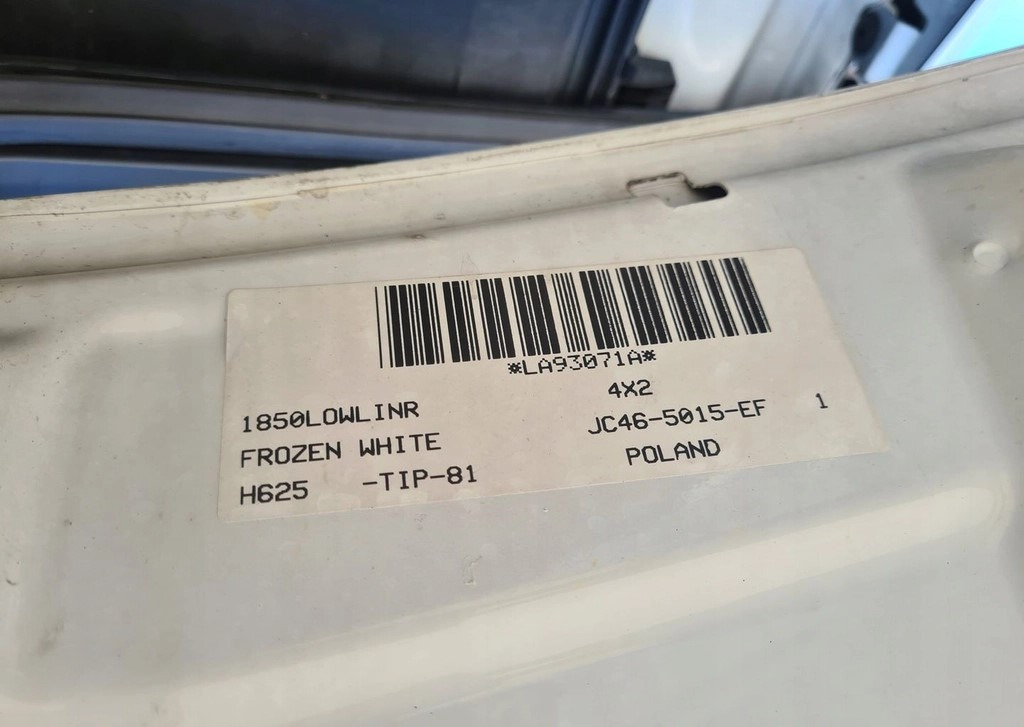 *LA93071A*
4X2
1850LOWLINR JC46-5015-EF 1
FROZEN WHITE POLAND
H625 -TIP-81